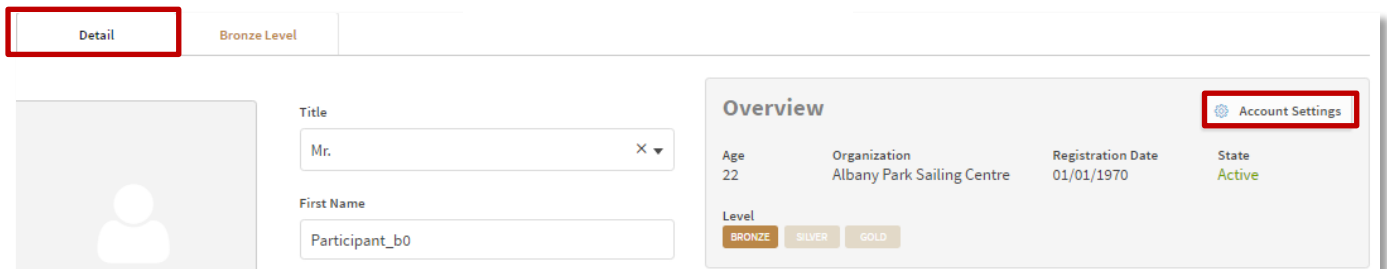 Detail
Bronze Level
Title
Mr.
First Name
Participant_b0
Overview
Account Settings
Age
Organization
Registration Date
State
22
Albany Park Sailing Centre
01/01/1970
Active
Level
BRONZE
SILVER
GOLD